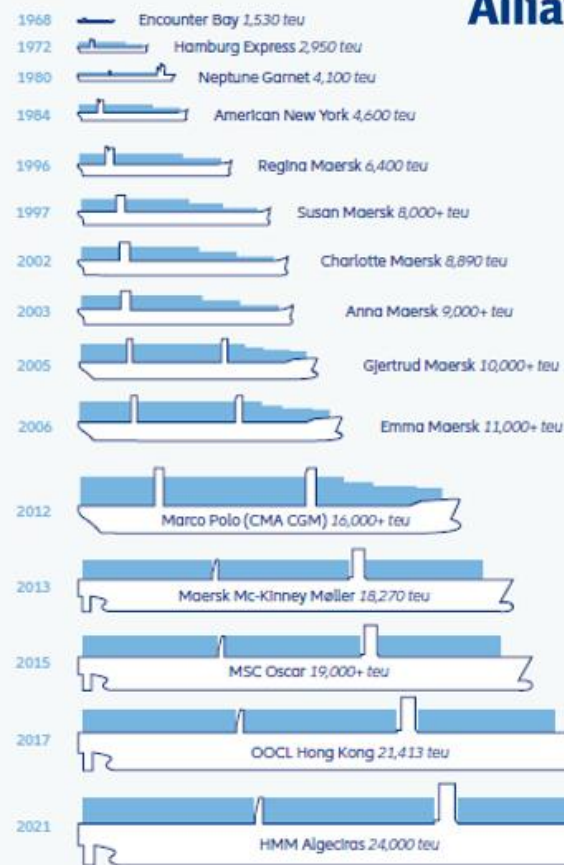 Allia
1968 Encounter Bay 1,530 teu
1972 Hamburg Express 2,950 teu
1980 Neptune Garnet 4,100 teu
1984 American New York 4,600 teu
1996 Regina Maersk 6,400 teu
1997 Susan Maersk 8,000+ teu
2002 Charlotte Maersk 8,890 teu
2003 Anna Maersk 9,000+ teu
2005 Gjertrud Maersk 10,000+ teu
2006 Emma Maersk 11,000+ teu
2012 Marco Polo (CMA CGM) 16,000+ teu
2013 Maersk Mc-Kinney Møller 18,270 teu
2015 MSC Oscar 19,000+ teu
2017 OOCL Hong Kong 21,413 teu
2021 HMM Algeciras 24,000 teu